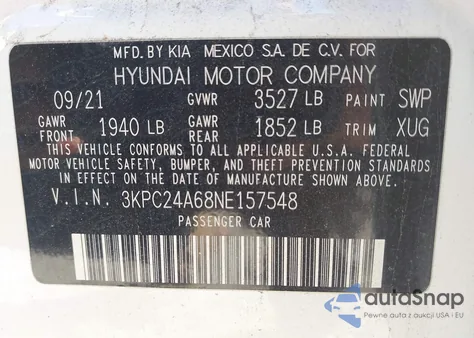 MFD.BY KIA MEXICO S.A. DE C.V. FOR
HYUNDAI MOTOR COMPANY
09/21 GVWR 3527 LB PAINT SWP
GAWR FRONT 1940 LB GAWR REAR 1852 LB TRIM XUG
THIS VEHICLE CONFORMS TO ALL APPLICABLE U.S.A. FEDERAL
MOTOR VEHICLE SAFETY, BUMPER, AND THEFT PREVENTION STANDARDS
IN EFFECT ON THE DATE OF MANUFACTURE SHOWN ABOVE.
V.I.N. 3KPC24A68NE157548
PASSENGER CAR
autoSnap
Pewne auta z aukcji USA i EU